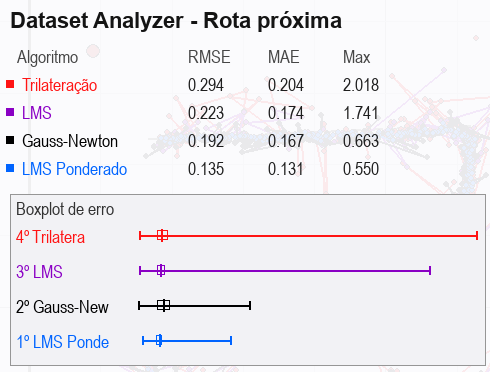 Dataset Analyzer - Rota próxima
Algoritmo RMSE MAE Max
Trilateração 0.294 0.204 2.018
LMS 0.223 0.174 1.741
Gauss-Newton 0.192 0.167 0.663
LMS Ponderado 0.135 0.131 0.550
Boxplot de erro
4º Trilatera
3º LMS
2º Gauss-New
1º LMS Ponde